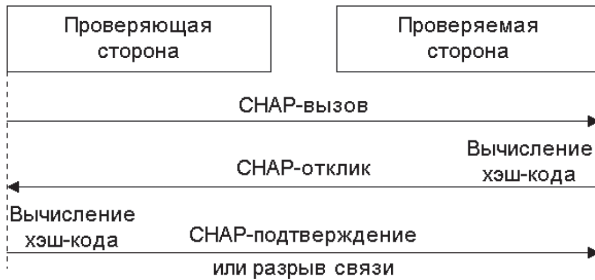 Проверяющая
сторона
Проверяемая
сторона
CHAP-вызов
Вычисление
хэш-кода
CHAP-отклик
Вычисление
хэш-кода
CHAP-подтверждение
или разрыв связи